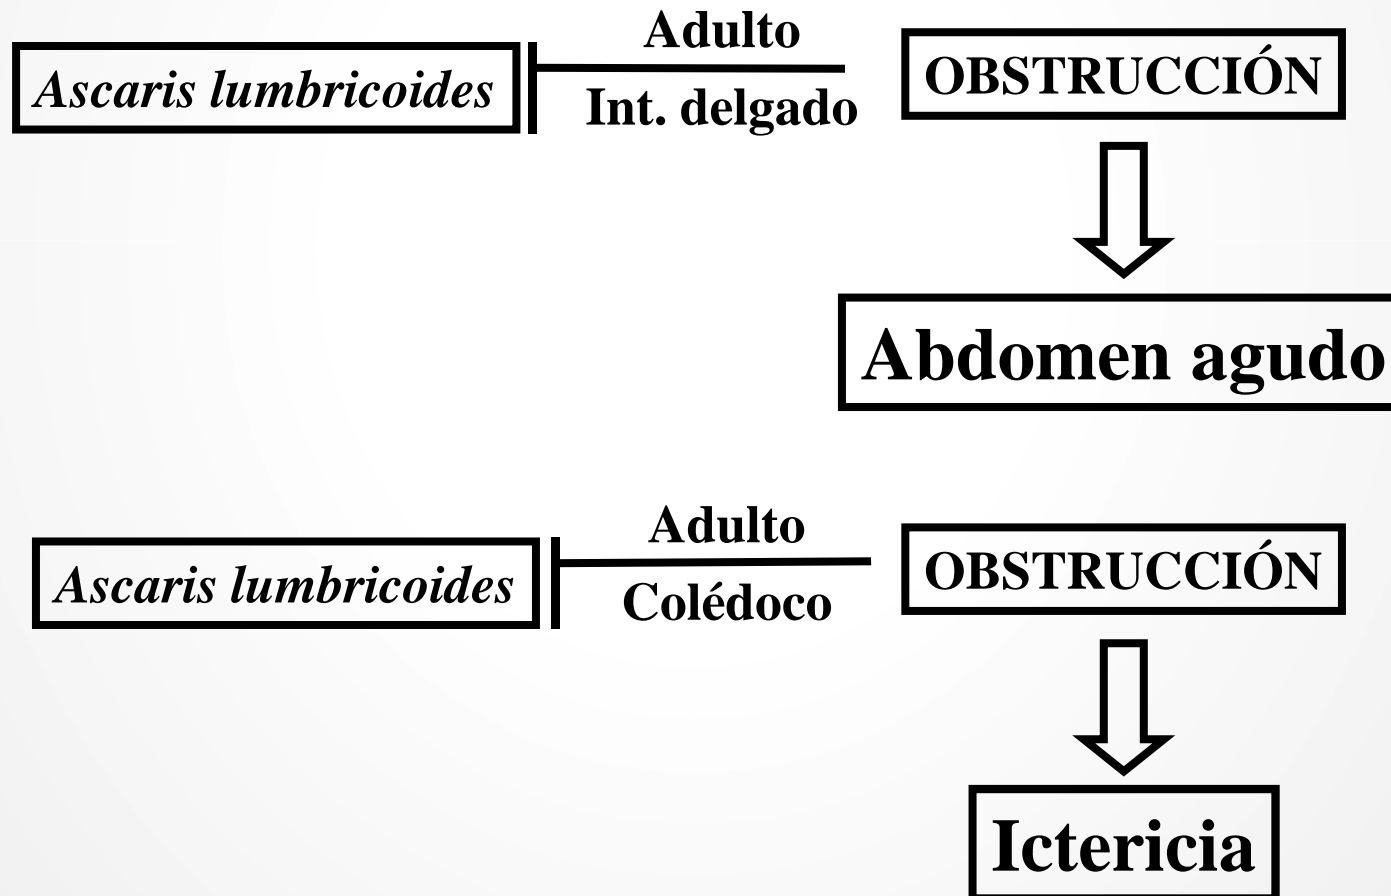 Adulto
Ascaris lumbricoides
OBSTRUCCIÓN
Int. delgado
Abdomen agudo
Adulto
Ascaris lumbricoides
OBSTRUCCIÓN
Colédoco
Ictericia